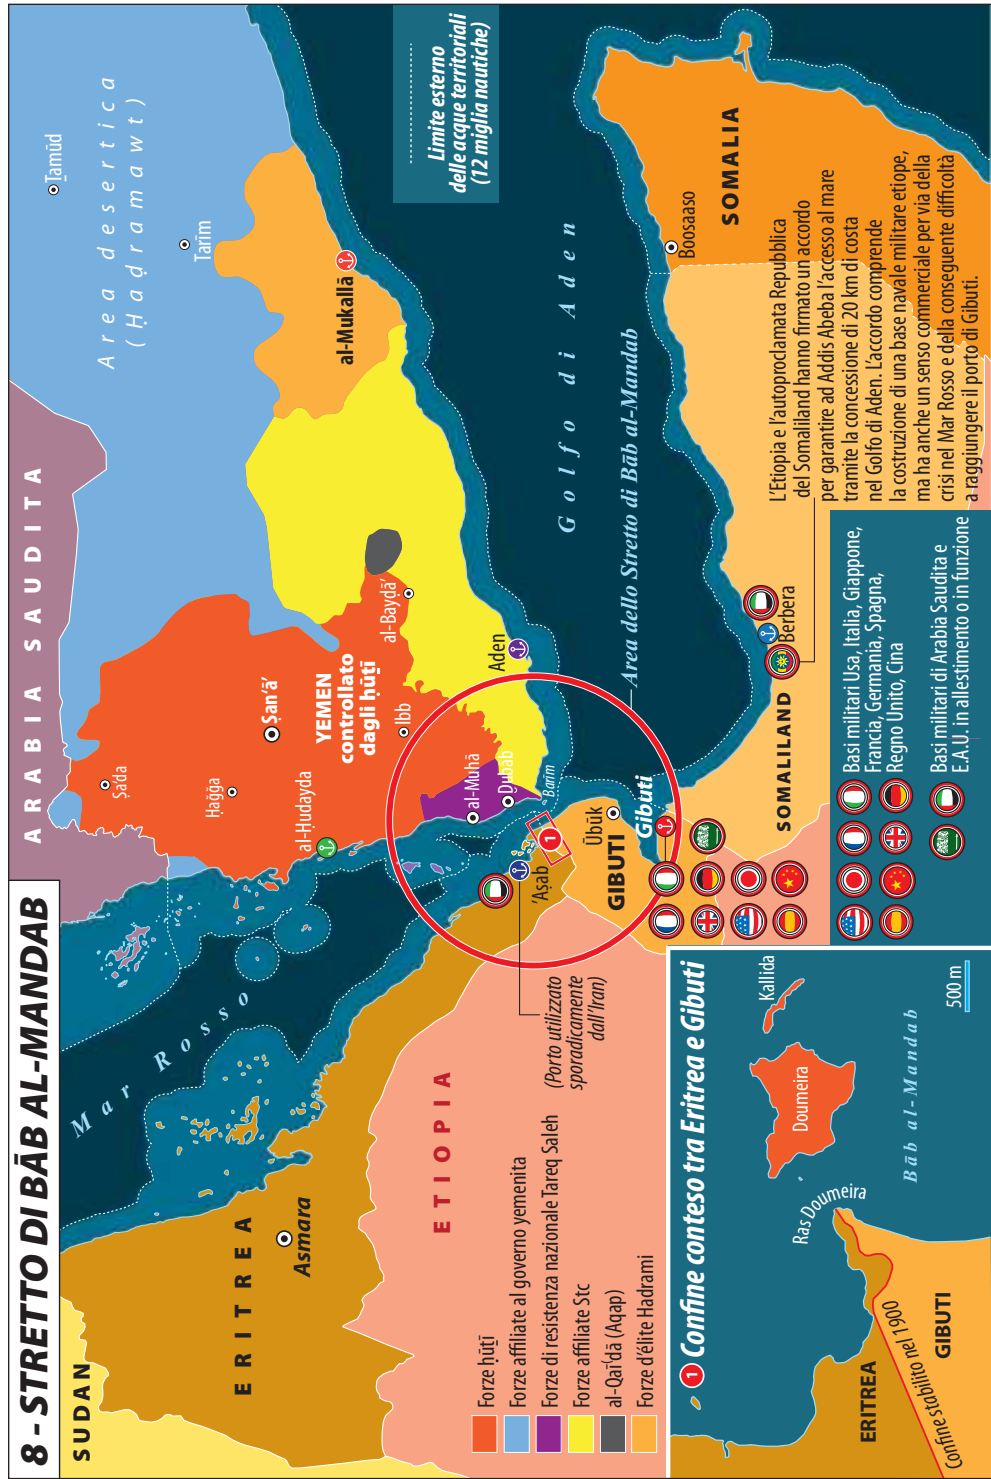 8 - STRETTO DI BĀB AL-MANDAB
SUDAN
ARABIA SAUDITA
Mar Rosso
ERITREA
Asmara
ETIOPIA
Ṣa‘da
Ḥaǧǧa
al-Ḥudayda
Ṣan‘ā’
YEMEN
controllato
dagli ḥūṯī
Ibb
al-Bayḍā’
al-Muḥā
Ḏubāb
Barim
Aden
Area desertica
(Ḥaḍramawt)
Ṯamūd
Tarīm
al-Mukallā
Limite esterno
delle acque territoriali
(12 miglia nautiche)
Golfo di Aden
Area dello Stretto di Bāb al-Mandab
’Aṣab
1
(Porto utilizzato
sporadicamente
dall’Iran)
Ūbūk
GIBUTI
Gibuti
SOMALILAND
Berbera
Boosaaso
SOMALIA
L’Etiopia e l’autoproclamata Repubblica
del Somaliland hanno firmato un accordo
per garantire ad Addis Abeba l’accesso al mare
tramite la concessione di 20 km di costa
nel Golfo di Aden. L’accordo comprende
la costruzione di una base navale militare etiope,
ma ha anche un senso commerciale per via della
crisi nel Mar Rosso e della conseguente difficoltà
a raggiungere il porto di Gibuti.
Forze ḥūṯī
Forze affiliate al governo yemenita
Forze di resistenza nazionale Tareq Saleh
Forze affiliate Stc
al-Qāī‘dā (Aqap)
Forze d’élite Hadrami
Basi militari Usa, Italia, Giappone,
Francia, Germania, Spagna,
Regno Unito, Cina
Basi militari di Arabia Saudita e
E.A.U. in allestimento o in funzione
1 Confine conteso tra Eritrea e Gibuti
Kallida
Doumeira
Ras Doumeira
Bāb al-Mandab
500 m
ERITREA
GIBUTI
Confine stabilito nel 1900